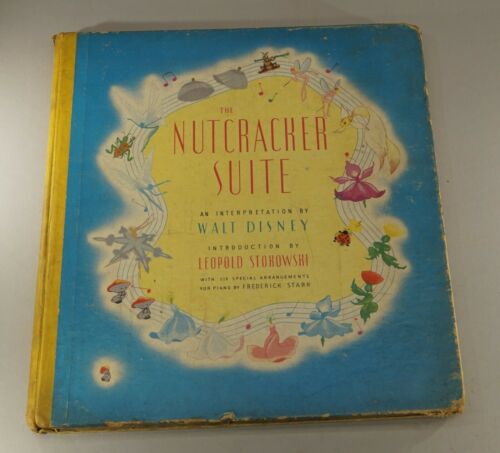 THE
NUTCRACKER
SUITE
AN INTERPRETATION BY
WALT DISNEY
INTRODUCTION BY
LEOPOLD STOKOWSKI
WITH SIX SPECIAL ARRANGEMENTS
FOR PIANO BY FREDERICK STARK